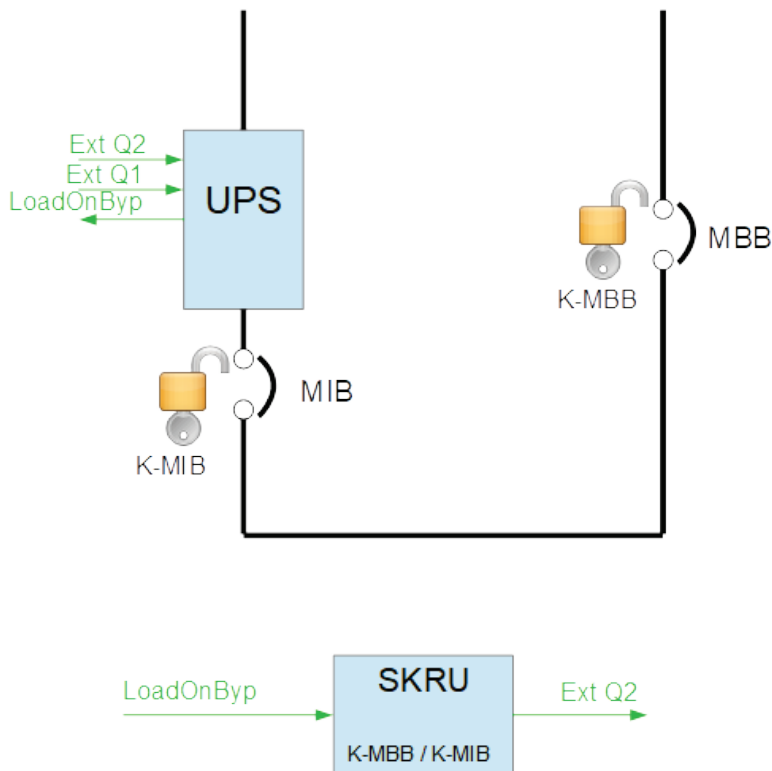 Ext Q2
Ext Q1
LoadOnByp
UPS
MBB
K-MBB
MIB
K-MIB
SKRU
LoadOnByp
Ext Q2
K-MBB / K-MIB